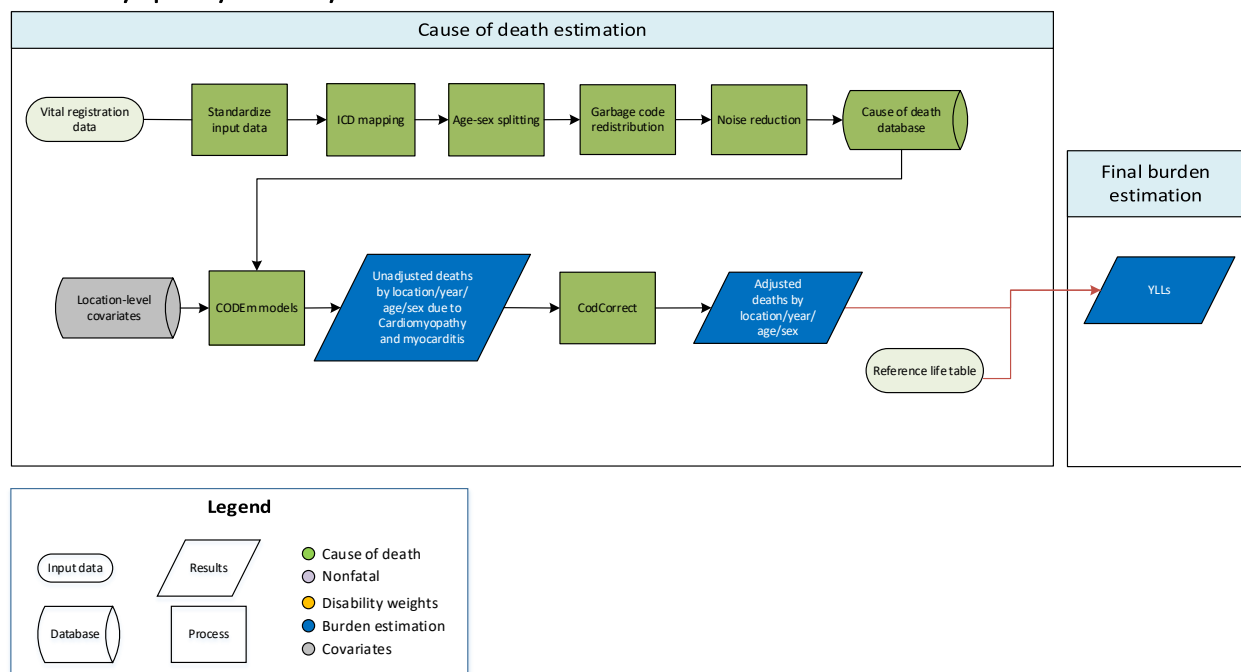 Cause of death estimation
Vital registration
data
Standardize
input data
ICD mapping
Age-sex splitting
Garbage code
redistribution
Noise reduction
Cause of death
database
Final burden
estimation
Location-level
covariates
CODEm models
Unadjusted deaths
by location/year/
age/sex due to
Cardiomyopathy
and myocarditis
CodCorrect
Adjusted
deaths by
location/year/
age/sex
YLLs
Reference life table
Legend
Input data
Results
Database
Process
Cause of death
Nonfatal
Disability weights
Burden estimation
Covariates